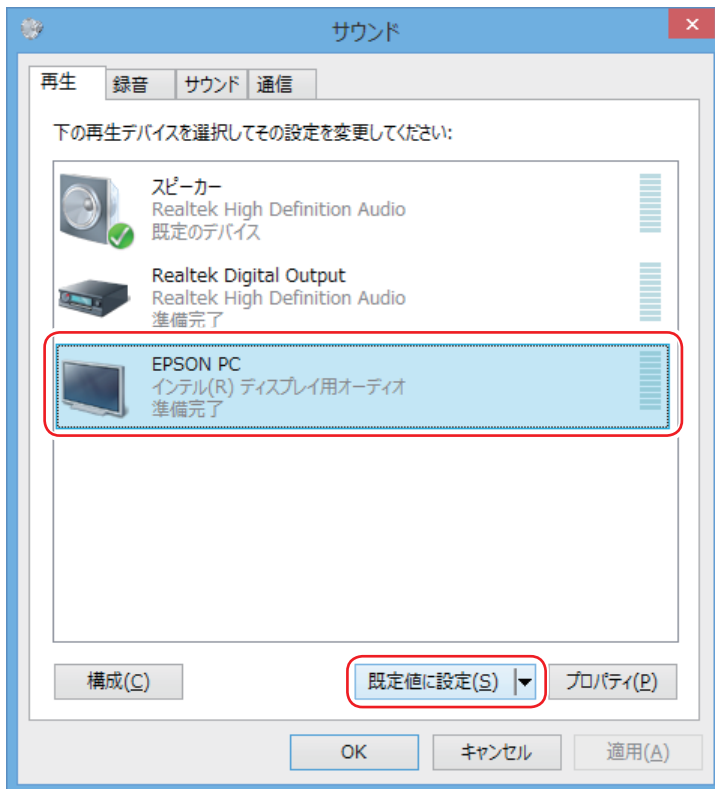 サウンド
再生 録音 サウンド 通信
下の再生デバイスを選択してその設定を変更してください:
スピーカー
Realtek High Definition Audio
既定のデバイス
Realtek Digital Output
Realtek High Definition Audio
準備完了
EPSON PC
インテル(R) ディスプレイ用オーディオ
準備完了
構成(C) 既定値に設定(S) プロパティ(P)
OK キャンセル 適用(A)